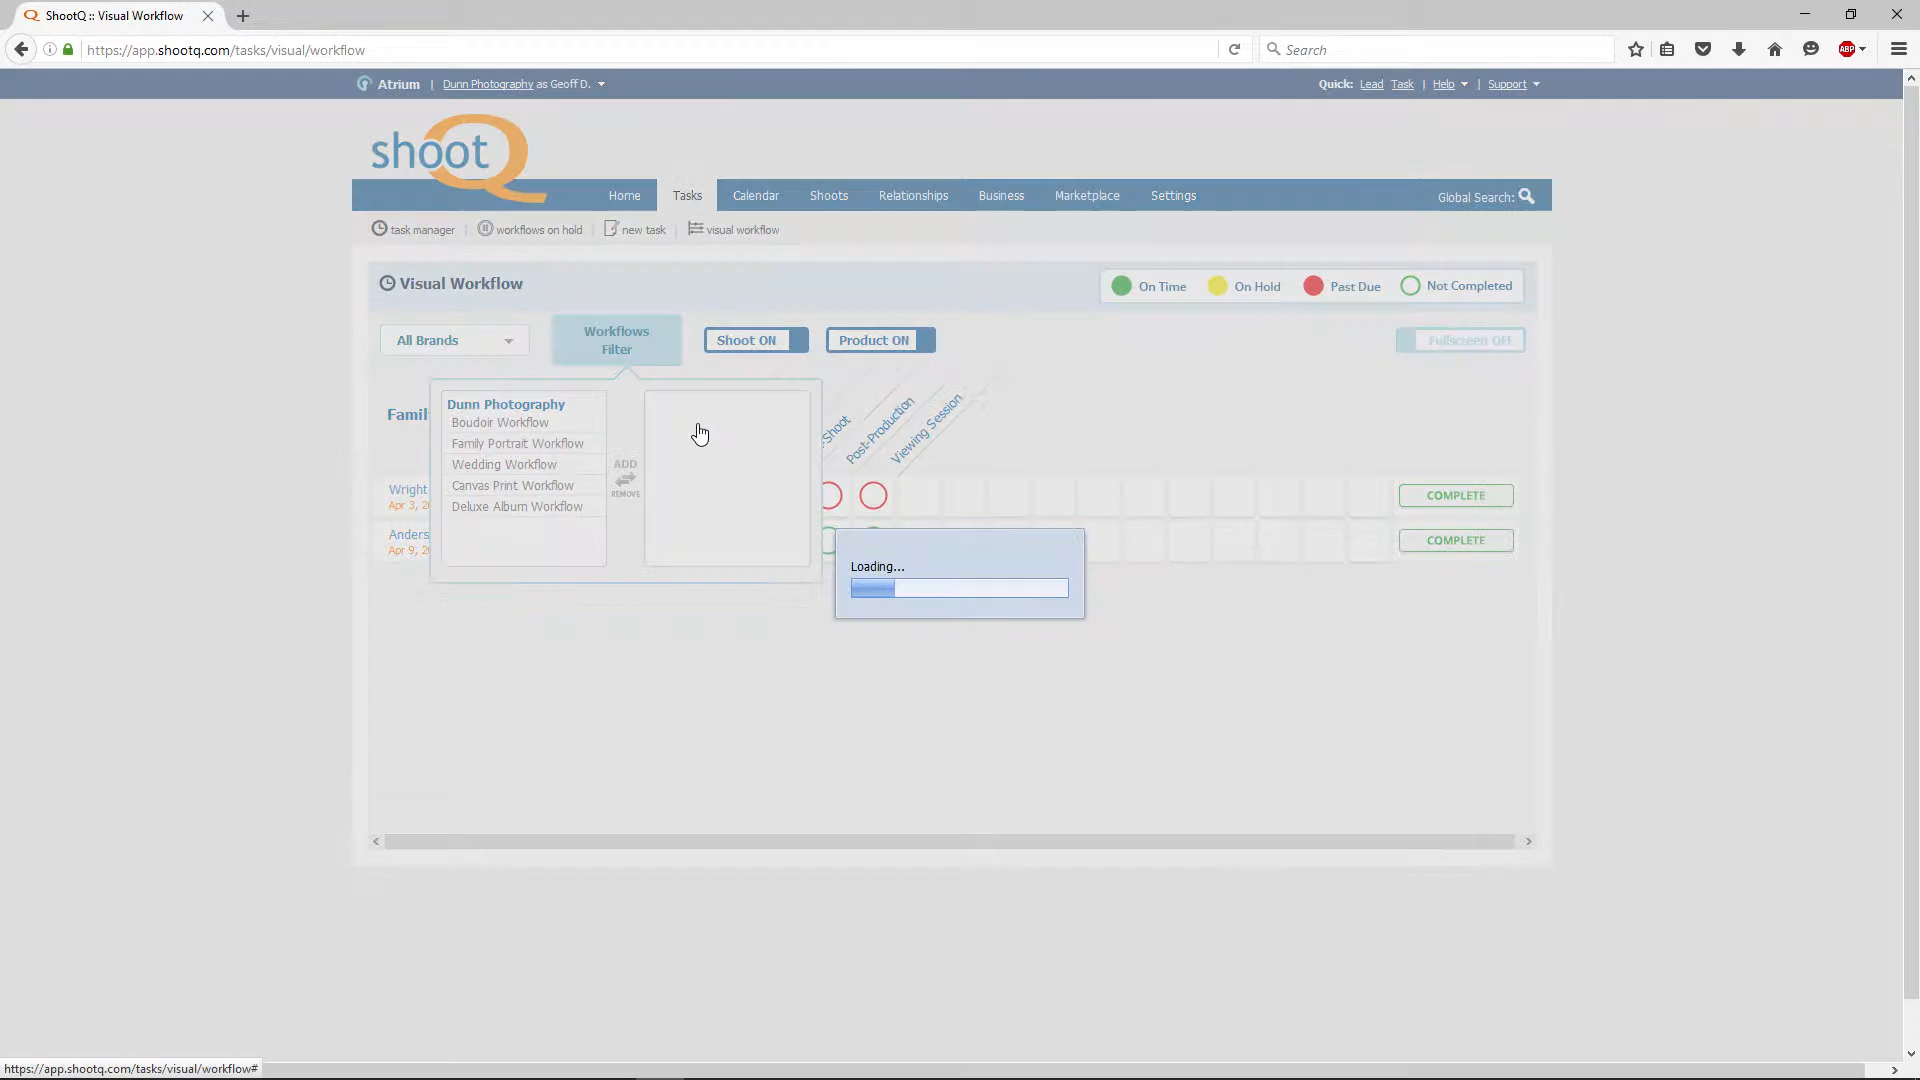 ShootQ :: Visual Workflow
https://app.shootq.com/tasks/visual/workflow
Search
ABP
Atrium | Dunn Photography as Geoff D.
Quick: Lead Task | Help | Support
shootQ
Home
Tasks
Calendar
Shoots
Relationships
Business
Marketplace
Settings
Global Search:
task manager
workflows on hold
new task
visual workflow
Visual Workflow
On Time
On Hold
Past Due
Not Completed
All Brands
Workflows
Filter
Shoot ON
Product ON
Fullscreen OFF
Dunn Photography
Boudoir Workflow
Family Portrait Workflow
Wedding Workflow
Canvas Print Workflow
Deluxe Album Workflow
ADD
REMOVE
Famil
-Shoot
Post-Production
Viewing Session
Wright
Apr 3, 2
COMPLETE
Anders
Apr 9, 2
COMPLETE
Loading...
https://app.shootq.com/tasks/visual/workflow#